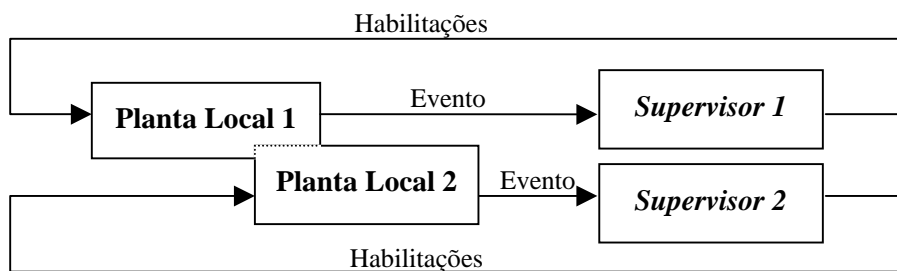 Habilitações
Planta Local 1
Evento
Supervisor 1
Planta Local 2
Evento
Supervisor 2
Habilitações